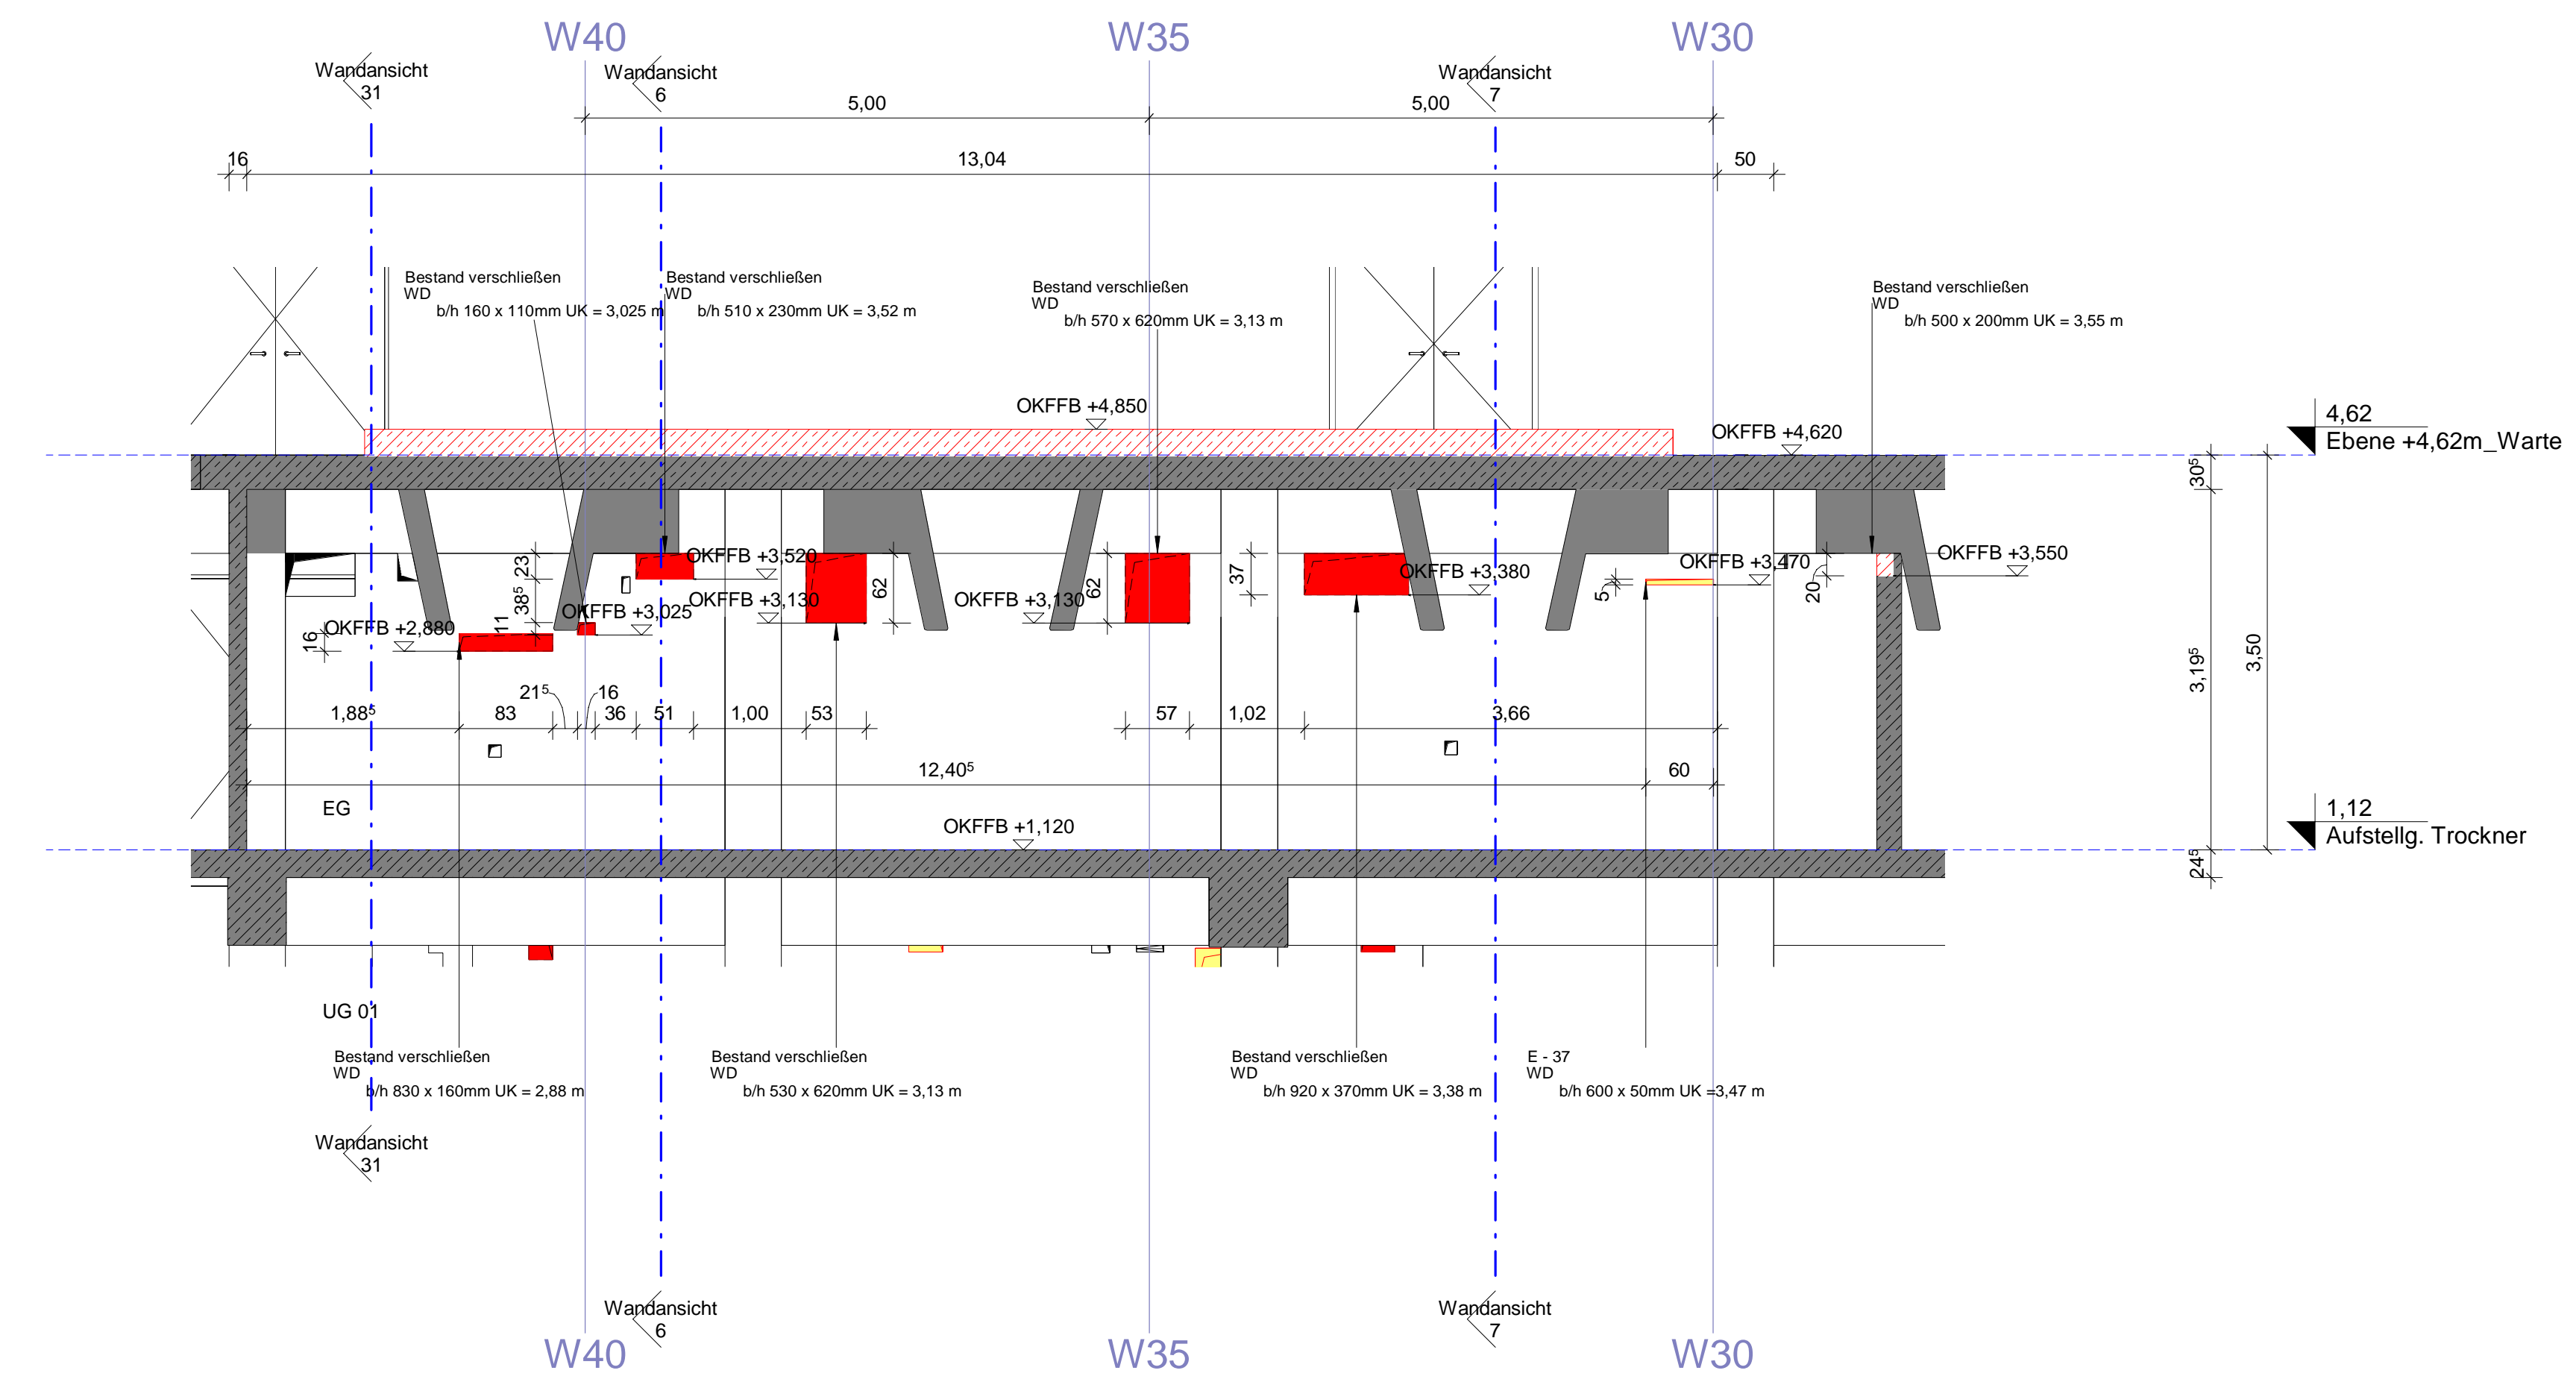 W40 W35 W30
Wandansicht
31
Wandansicht
6
Wandansicht
7
5,00 5,00
16 13,04 50
Bestand verschließen
WD
b/h 160 x 110mm UK = 3,025 m
Bestand verschließen
WD
b/h 510 x 230mm UK = 3,52 m
Bestand verschließen
WD
b/h 570 x 620mm UK = 3,13 m
Bestand verschließen
WD
b/h 500 x 200mm UK = 3,55 m
OKFFB +4,850
OKFFB +4,620
4,62
Ebene +4,62m_Warte
30⁵
23
38⁵
11
16
OKFFB +2,880
OKFFB +3,025
OKFFB +3,520
OKFFB +3,130
62
OKFFB +3,130
62
37
OKFFB +3,380
5
OKFFB +3,470
20
OKFFB +3,550
3,19⁵
3,50
21⁵ 16
1,88⁵ 83 36 51 1,00 53 57 1,02 3,66
12,40⁵ 60
EG
OKFFB +1,120
1,12
Aufstellg. Trockner
24⁵
UG 01
Bestand verschließen
WD
b/h 830 x 160mm UK = 2,88 m
Bestand verschließen
WD
b/h 530 x 620mm UK = 3,13 m
Bestand verschließen
WD
b/h 920 x 370mm UK = 3,38 m
E - 37
WD
b/h 600 x 50mm UK =3,47 m
Wandansicht
31
Wandansicht
6
Wandansicht
7
W40 W35 W30